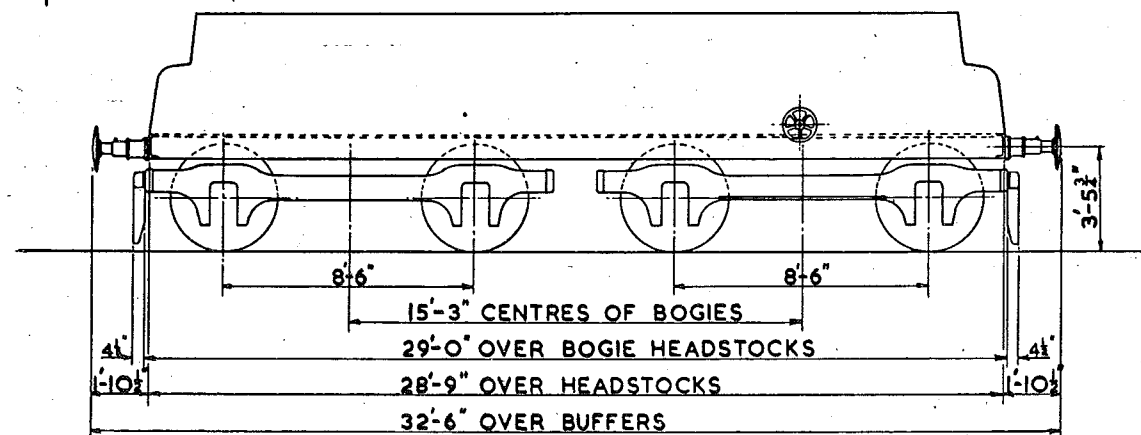 3'-5¾"
8'-6" 8'-6"
15'-3" CENTRES OF BOGIES
4½" 29'-0" OVER BOGIE HEADSTOCKS 4½"
1'-10½" 28'-9" OVER HEADSTOCKS 1'-10½"
32'-6" OVER BUFFERS